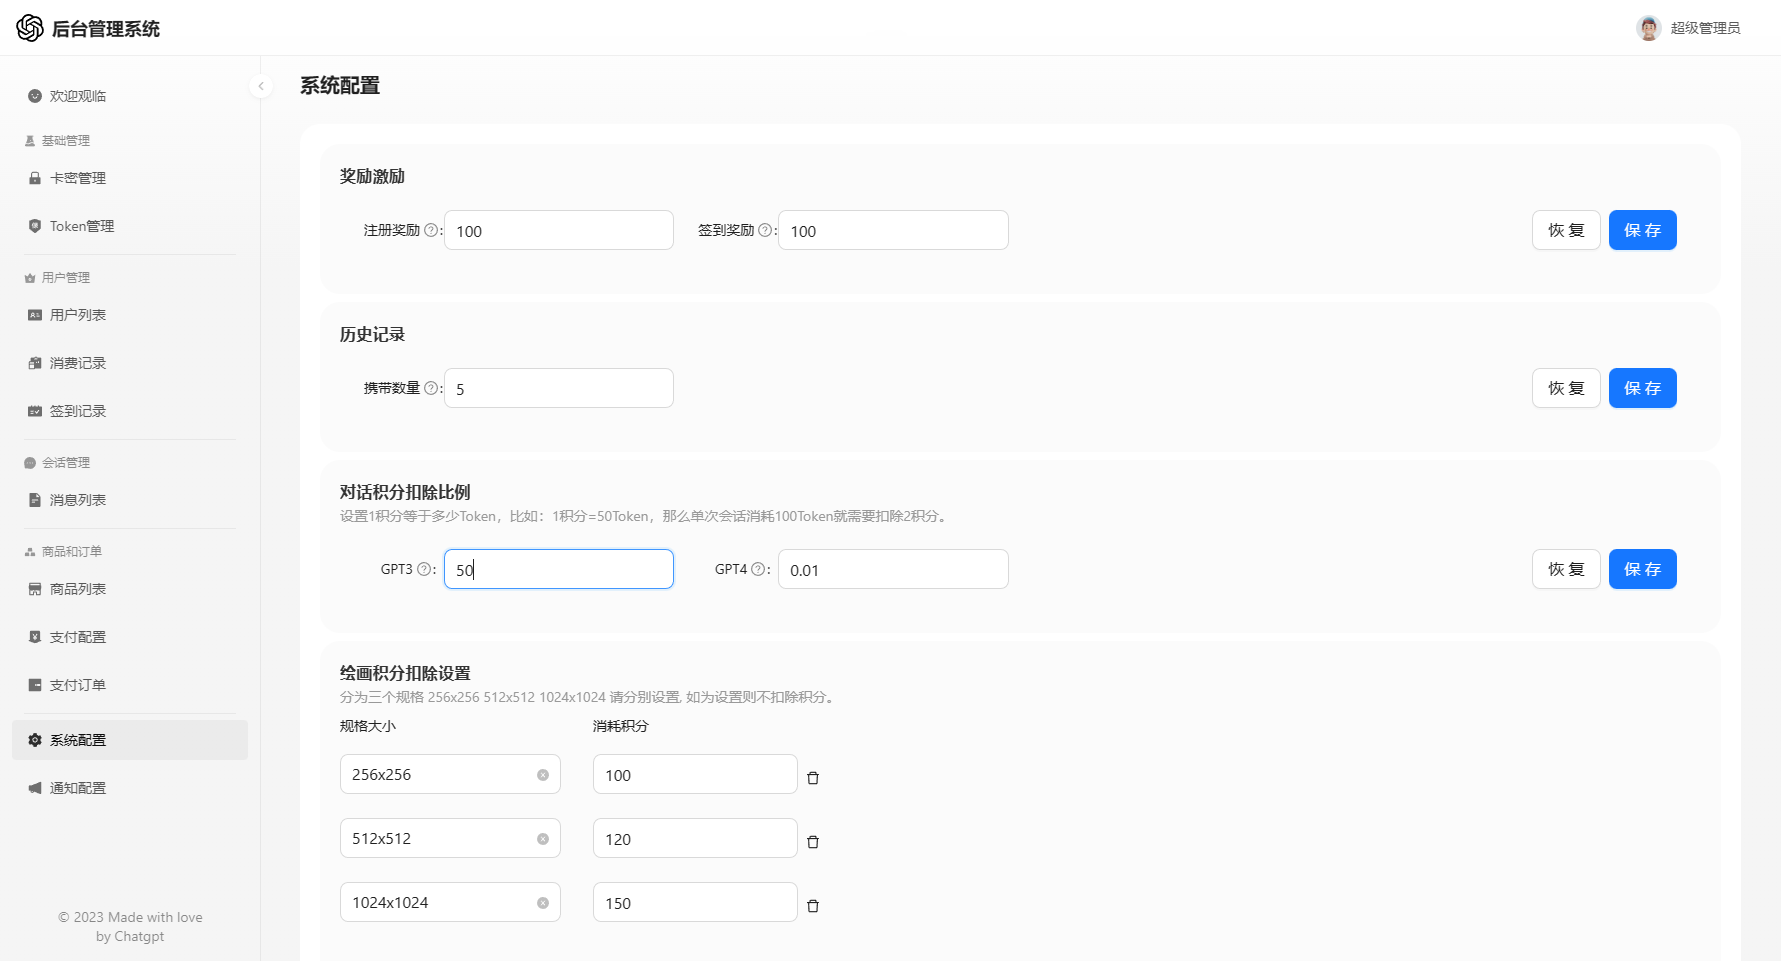 后台管理系统
超级管理员
欢迎观临
基础管理
卡密管理
Token管理
用户管理
用户列表
消费记录
签到记录
会话管理
消息列表
商品和订单
商品列表
支付配置
支付订单
系统配置
通知配置
© 2023 Made with love
by Chatgpt
系统配置
奖励激励
注册奖励 ? : 100 签到奖励 ? : 100 恢 复 保 存
历史记录
携带数量 ? : 5 恢 复 保 存
对话积分扣除比例
设置1积分等于多少Token，比如：1积分=50Token，那么单次会话消耗100Token就需要扣除2积分。
GPT3 ? : 50 GPT4 ? : 0.01 恢 复 保 存
绘画积分扣除设置
分为三个规格 256x256 512x512 1024x1024 请分别设置, 如为设置则不扣除积分。
规格大小 消耗积分
256x256 100
512x512 120
1024x1024 150